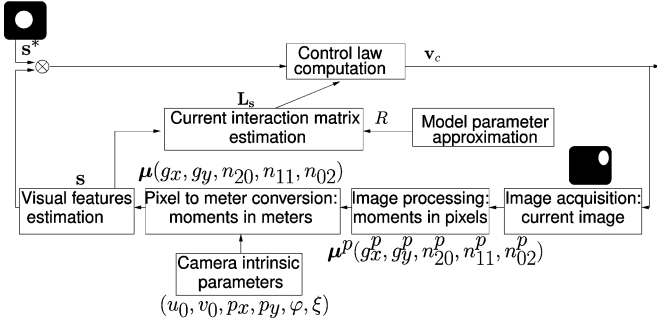 s*
Control law
computation
v_c
L_s
Current interaction matrix
estimation
R
Model parameter
approximation
μ(g_x, g_y, n_20, n_11, n_02)
s
Visual features
estimation
Pixel to meter conversion:
moments in meters
Image processing:
moments in pixels
Image acquisition:
current image
μ^p(g_x^p, g_y^p, n_20^p, n_11^p, n_02^p)
Camera intrinsic
parameters
(u_0, v_0, p_x, p_y, φ, ξ)